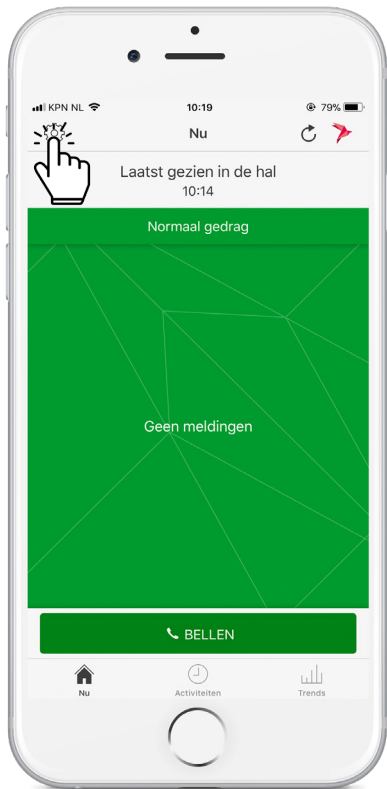 KPN NL
10:19
79%
Nu
Laatst gezien in de hal
10:14
Normaal gedrag
Geen meldingen
BELLEN
Nu
Activiteiten
Trends